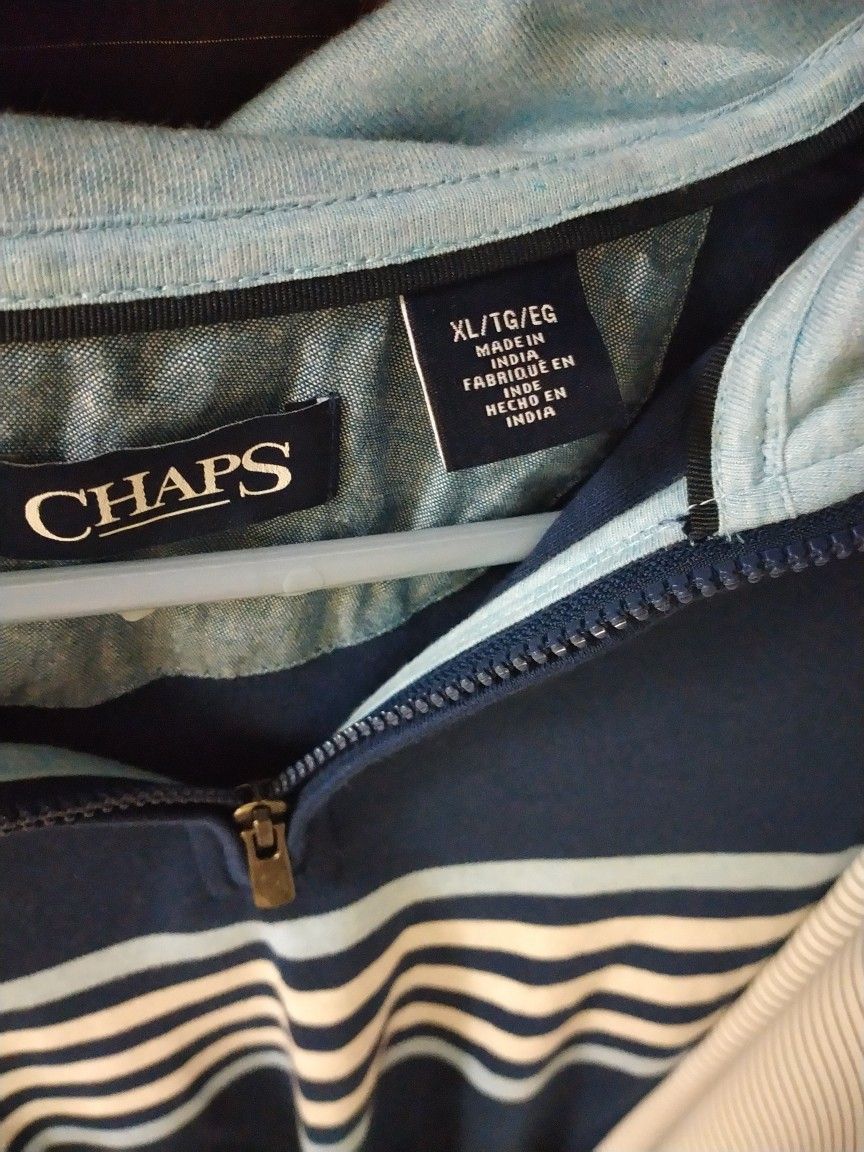 XL/TG/EG
MADE IN
INDIA
FABRIQUÉ EN
INDE
HECHO EN
INDIA
CHAPS